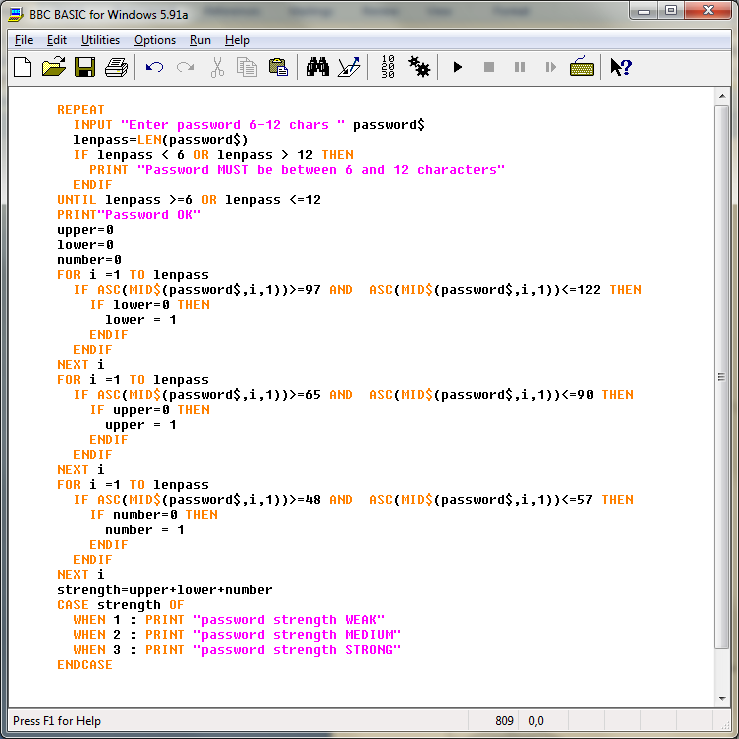 BBC BASIC for Windows 5.91a
File Edit Utilities Options Run Help
10
20
30
REPEAT
INPUT "Enter password 6-12 chars " password$
lenpass=LEN(password$)
IF lenpass < 6 OR lenpass > 12 THEN
PRINT "Password MUST be between 6 and 12 characters"
ENDIF
UNTIL lenpass >=6 OR lenpass <=12
PRINT"Password OK"
upper=0
lower=0
number=0
FOR i =1 TO lenpass
IF ASC(MID$(password$,i,1))>=97 AND  ASC(MID$(password$,i,1))<=122 THEN
IF lower=0 THEN
lower = 1
ENDIF
ENDIF
NEXT i
FOR i =1 TO lenpass
IF ASC(MID$(password$,i,1))>=65 AND  ASC(MID$(password$,i,1))<=90 THEN
IF upper=0 THEN
upper = 1
ENDIF
ENDIF
NEXT i
FOR i =1 TO lenpass
IF ASC(MID$(password$,i,1))>=48 AND  ASC(MID$(password$,i,1))<=57 THEN
IF number=0 THEN
number = 1
ENDIF
ENDIF
NEXT i
strength=upper+lower+number
CASE strength OF
WHEN 1 : PRINT "password strength WEAK"
WHEN 2 : PRINT "password strength MEDIUM"
WHEN 3 : PRINT "password strength STRONG"
ENDCASE
Press F1 for Help 809 0,0